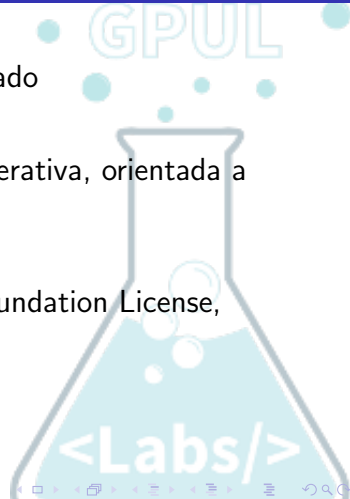 GPUL
ado
erativa, orientada a
undation License,
<Labs/>